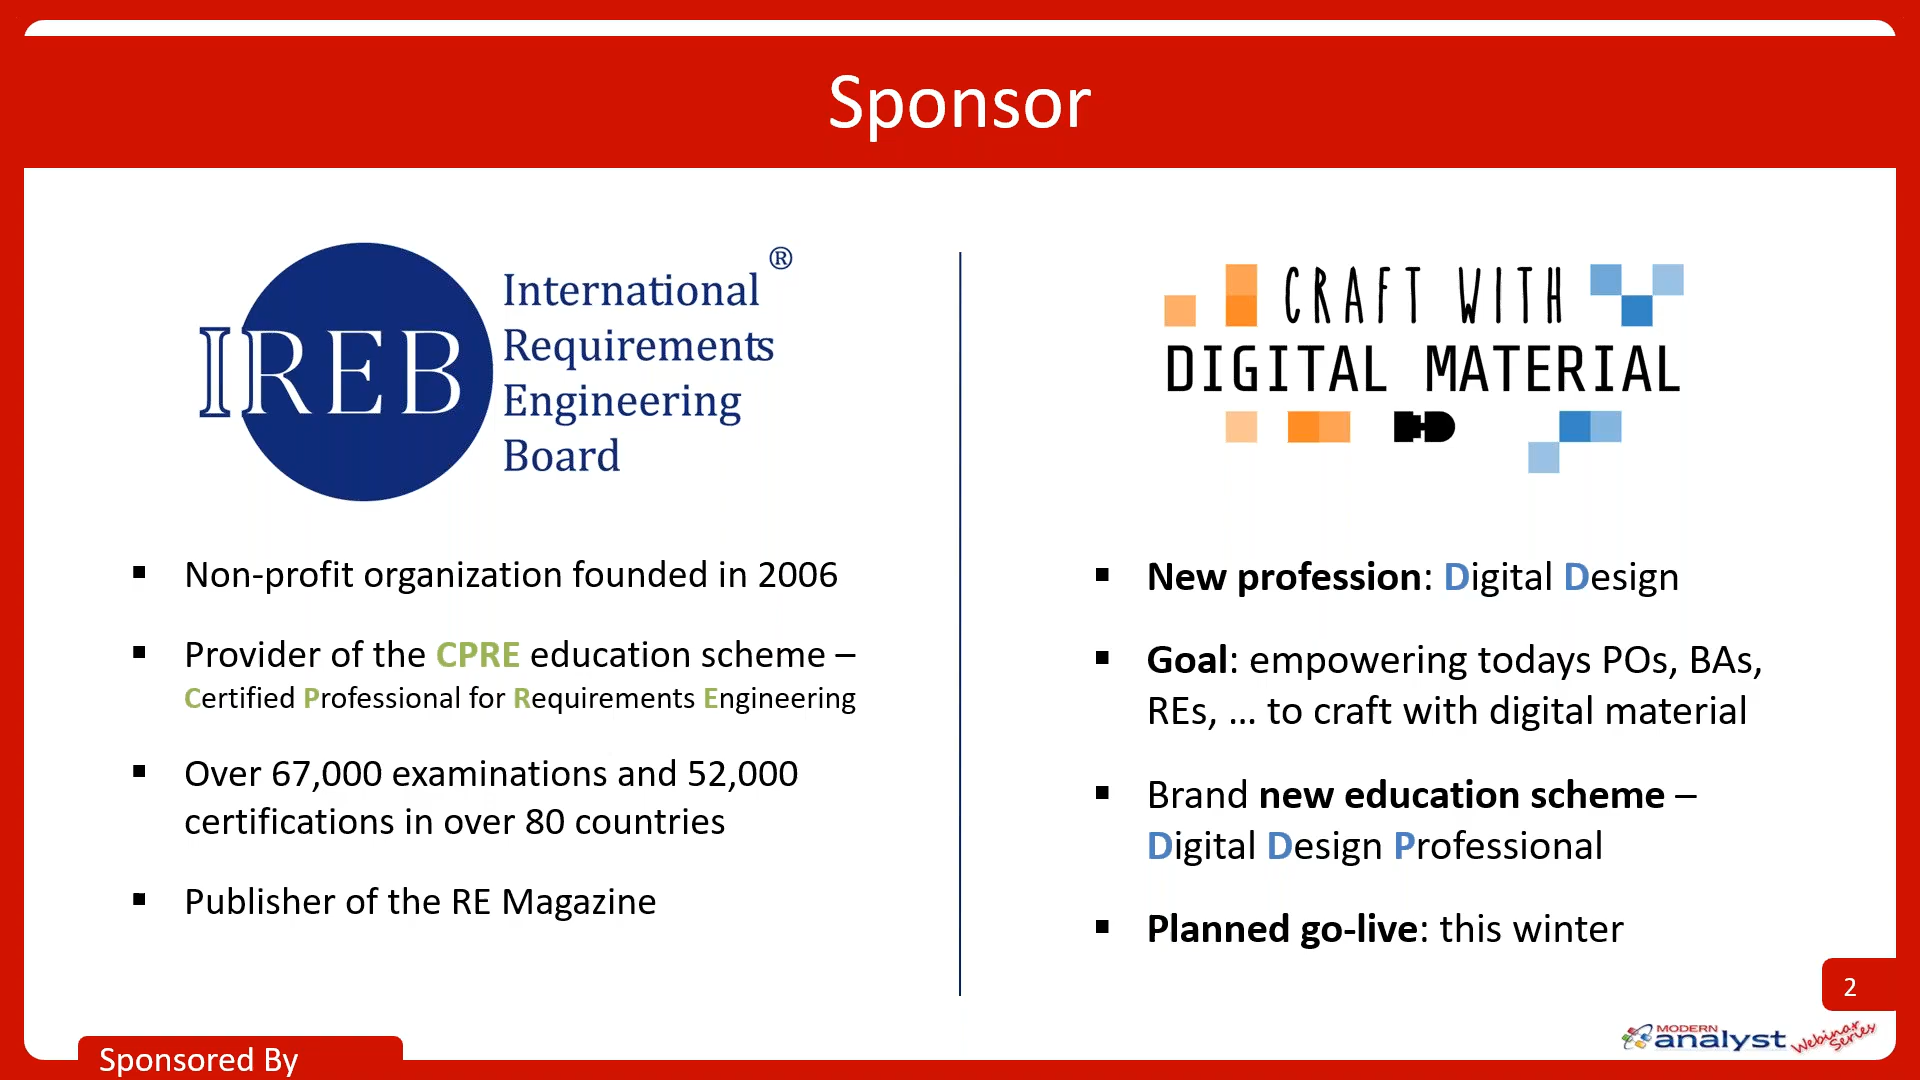 Sponsor
IREB
International
Requirements
Engineering
Board
®
Non-profit organization founded in 2006
Provider of the CPRE education scheme –
Certified Professional for Requirements Engineering
Over 67,000 examinations and 52,000
certifications in over 80 countries
Publisher of the RE Magazine
CRAFT WITH
DIGITAL MATERIAL
New profession: Digital Design
Goal: empowering todays POs, BAs,
REs, ... to craft with digital material
Brand new education scheme –
Digital Design Professional
Planned go-live: this winter
2
MODERN
analyst
Webinar
Series
Sponsored By